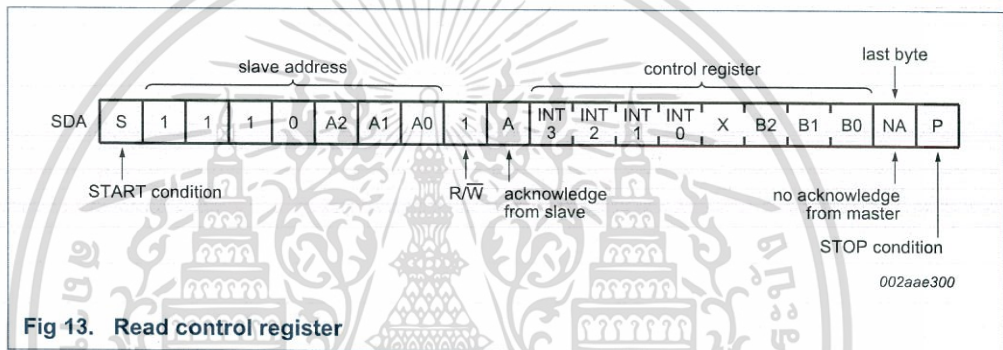 last byte
slave address
control register
SDA S 1 1 1 0 A2 A1 A0 1 A INT 3 INT 2 INT 1 INT 0 X B2 B1 B0 NA P
START condition
R/W̅
acknowledge from slave
no acknowledge from master
STOP condition
002aae300
Fig 13. Read control register